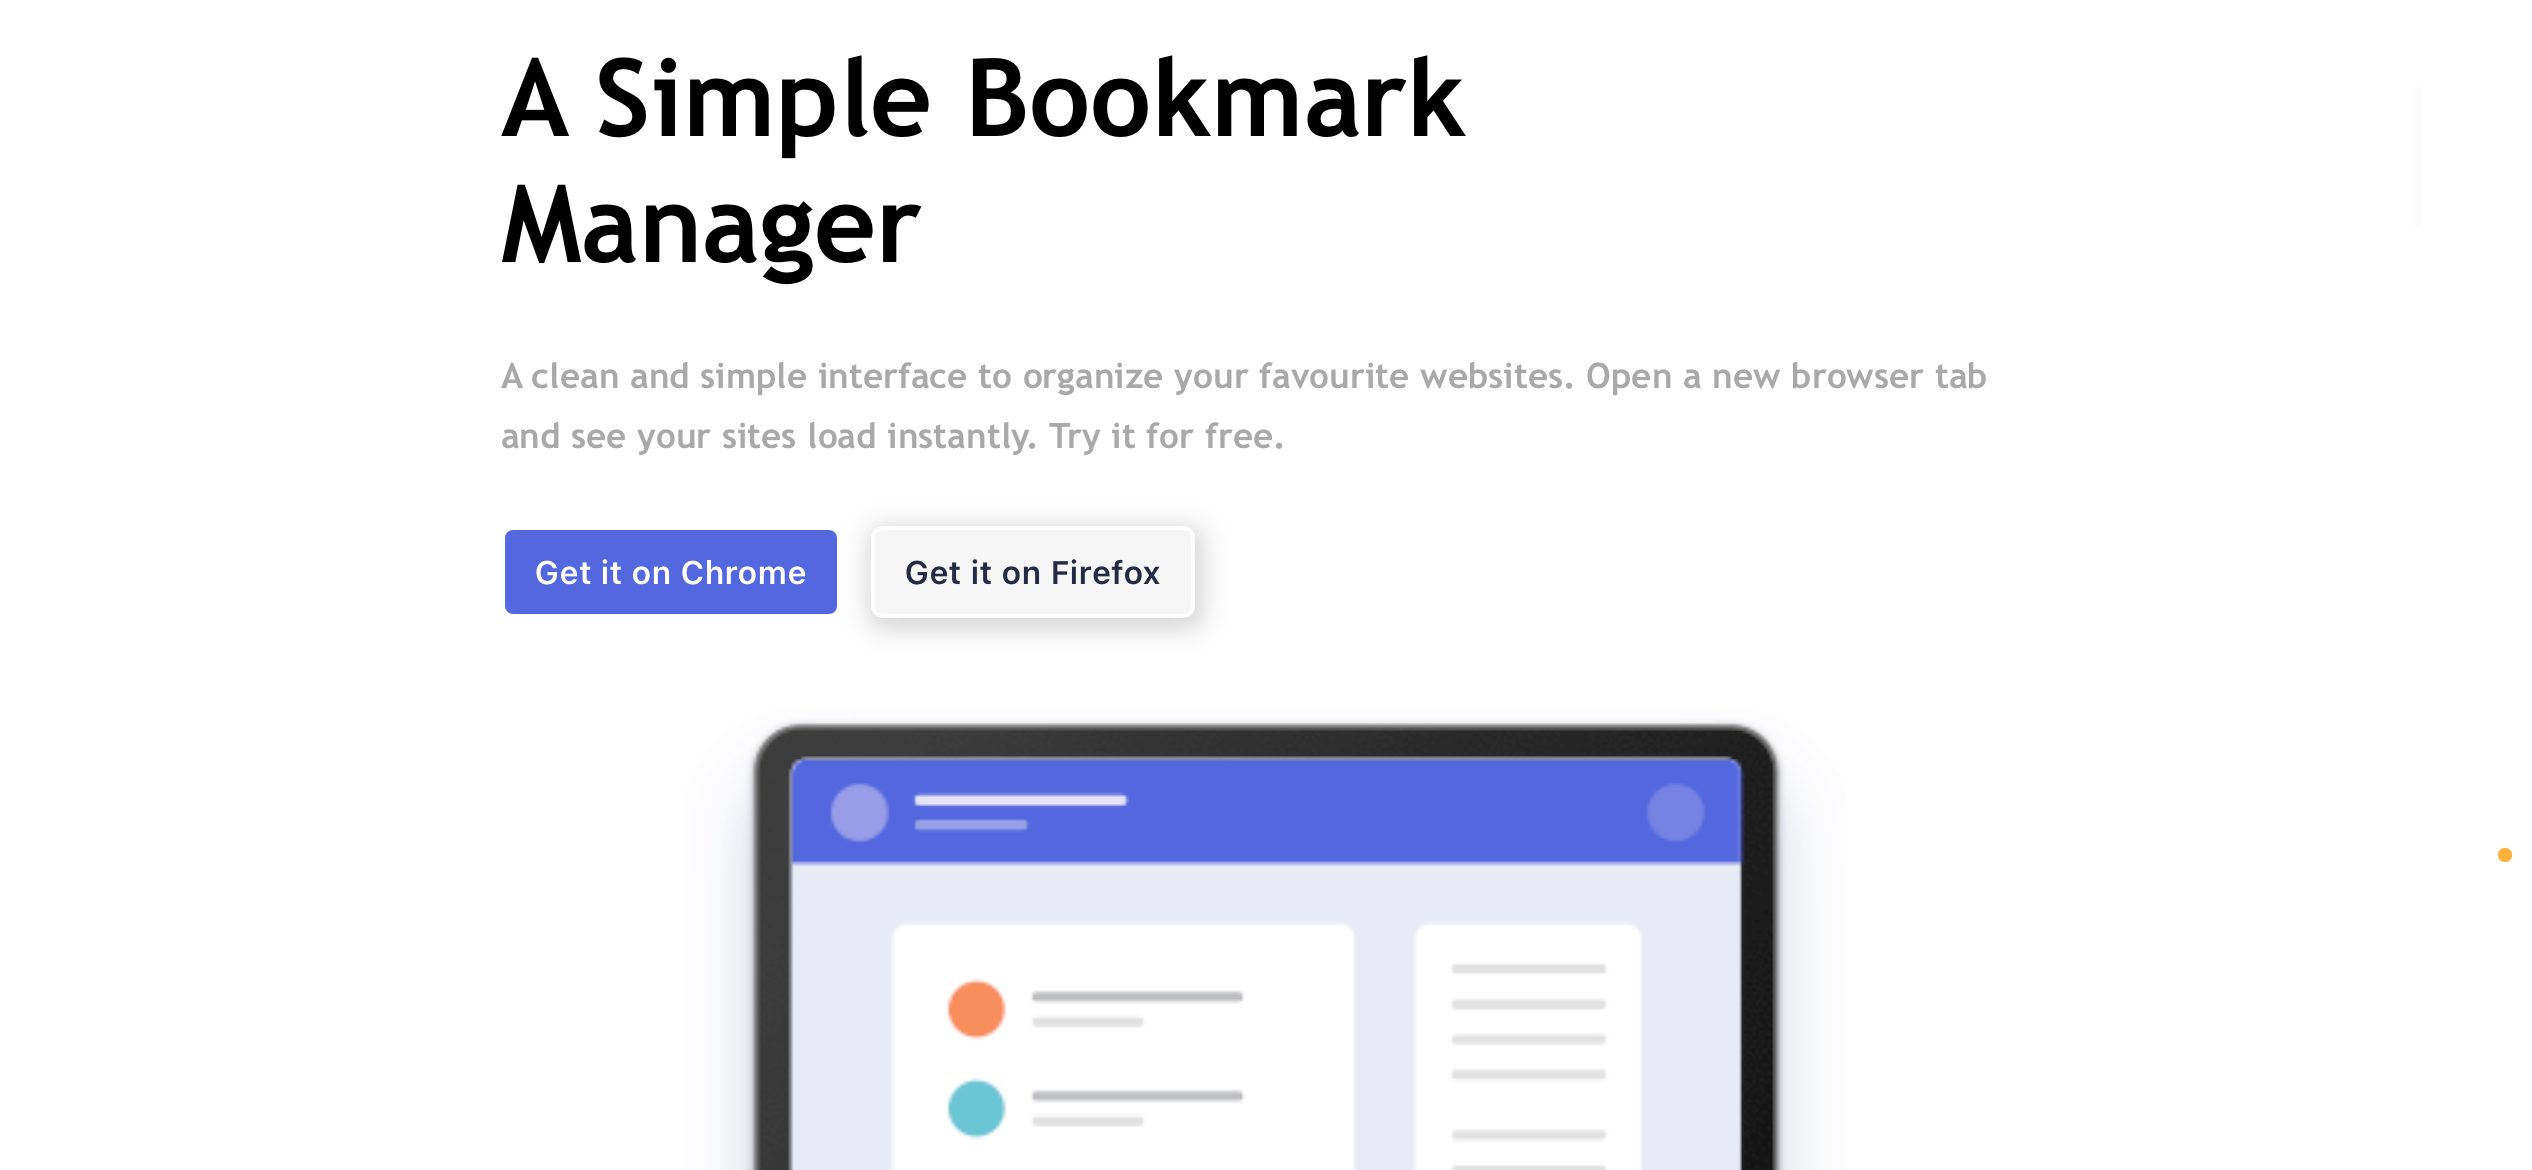 A Simple Bookmark
Manager
A clean and simple interface to organize your favourite websites. Open a new browser tab
and see your sites load instantly. Try it for free.
Get it on Chrome
Get it on Firefox